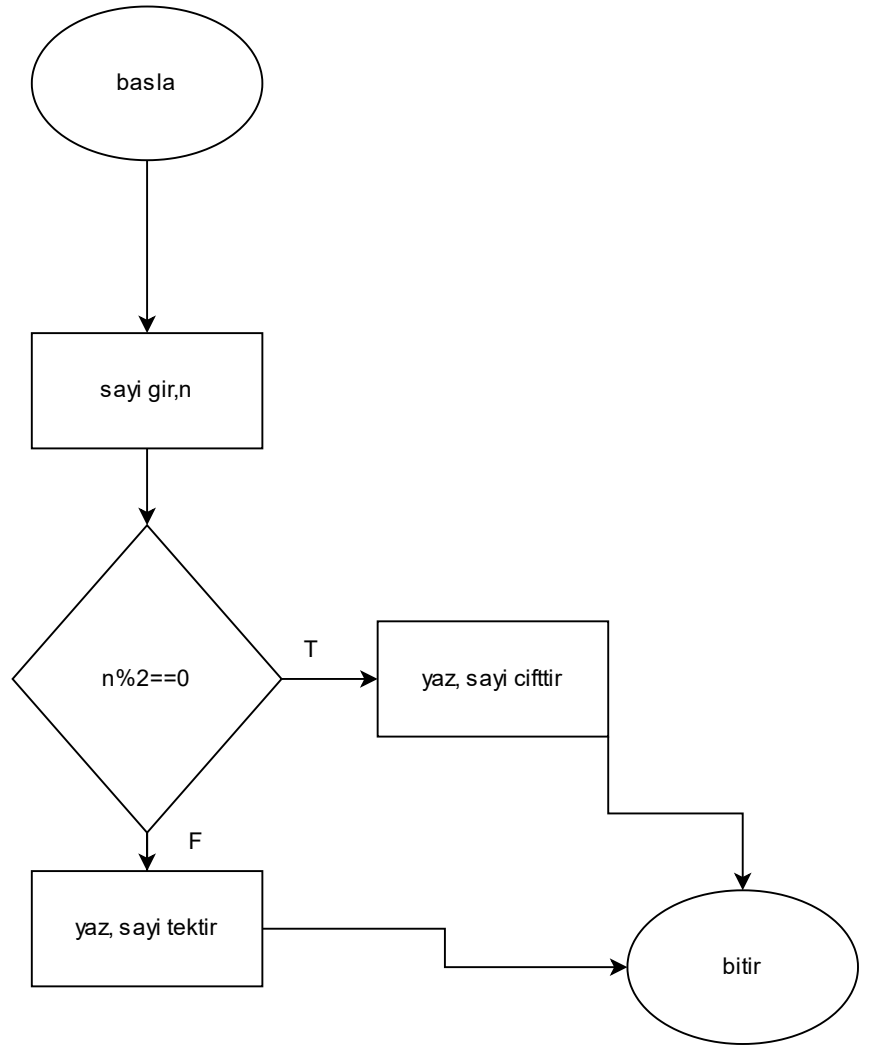 basla
sayi gir,n
n%2==0
T
yaz, sayi cifttir
F
yaz, sayi tektir
bitir